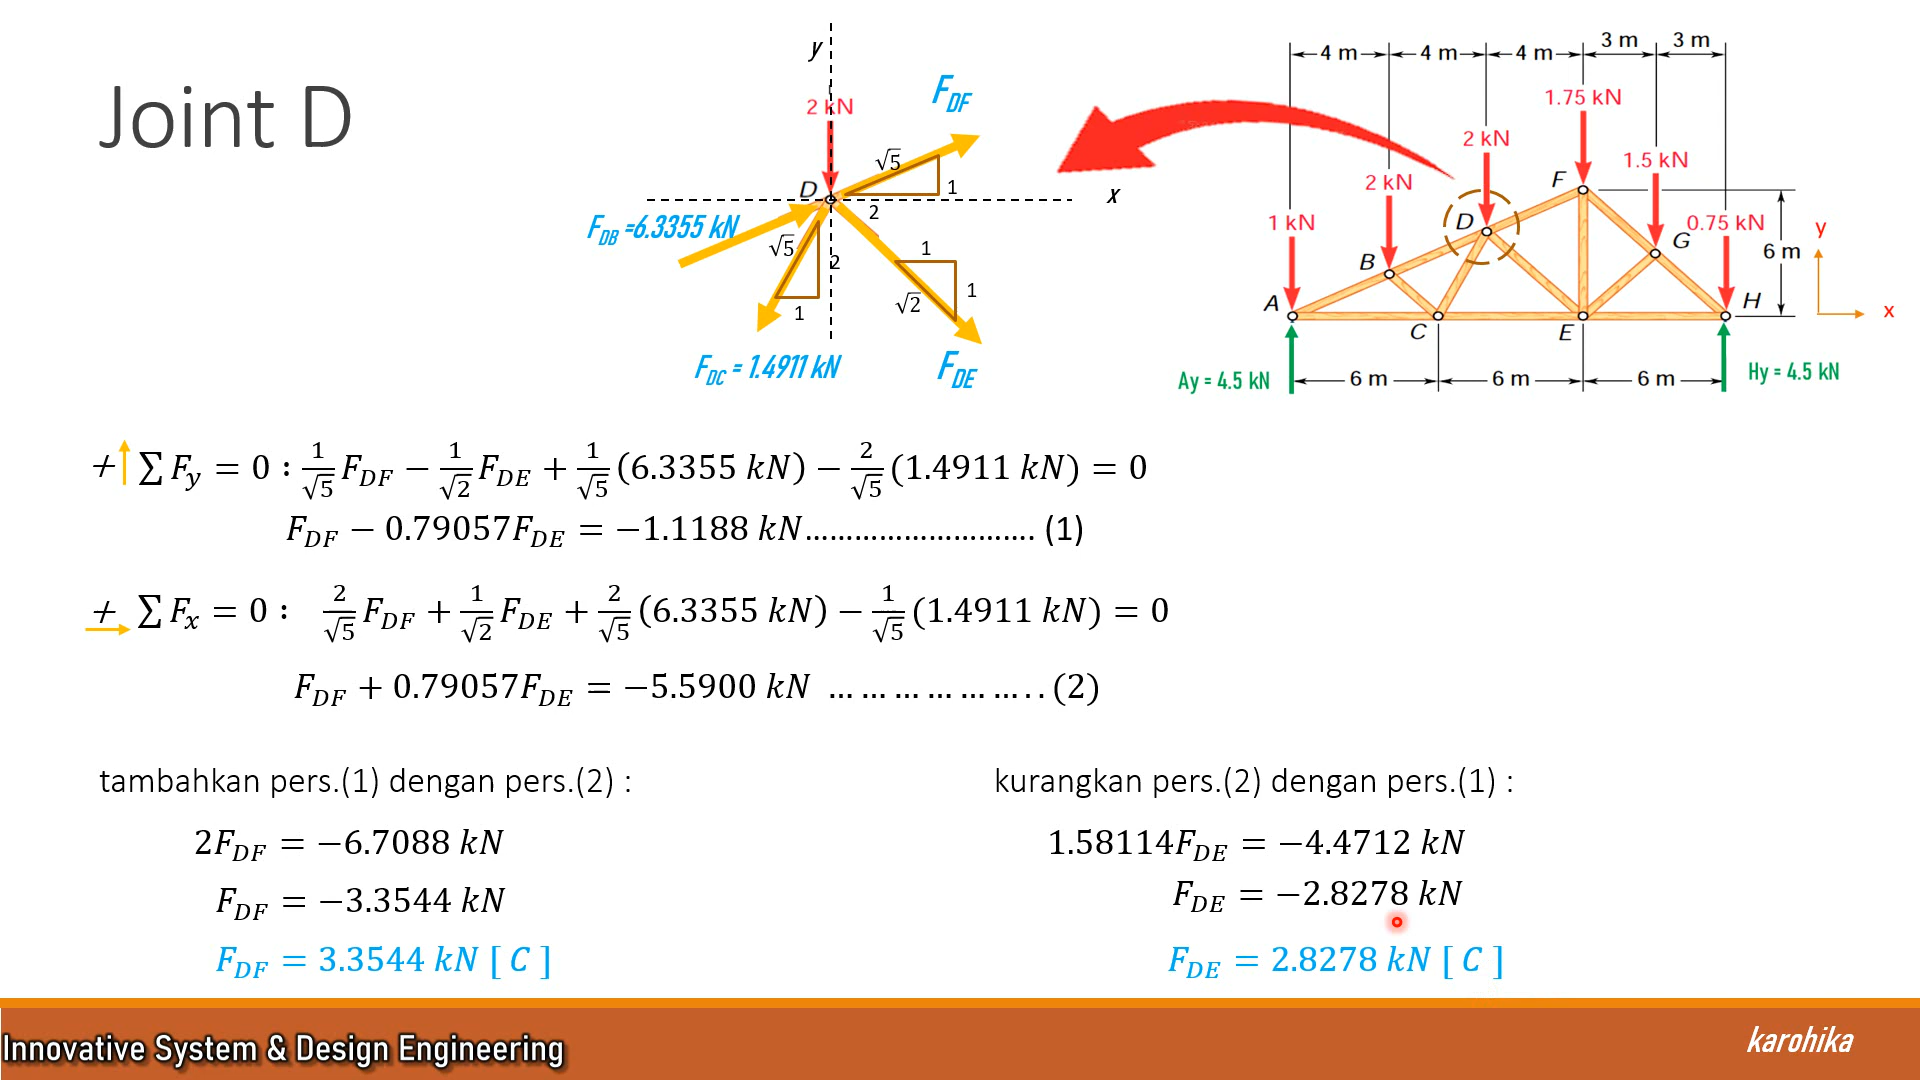 Joint D
y
x
2 kN
F_DF
√5
1
2
D
F_DB =6.3355 kN
√5
2
1
1
1
√2
F_DC = 1.4911 kN
F_DE
4 m
4 m
4 m
3 m
3 m
1.75 kN
2 kN
1.5 kN
2 kN
F
D
1 kN
0.75 kN
G
B
6 m
y
A
H
x
C
E
Ay = 4.5 kN
6 m
6 m
6 m
Hy = 4.5 kN
+ ∑ F_y = 0 : 1/√5 F_DF − 1/√2 F_DE + 1/√5 (6.3355 kN) − 2/√5 (1.4911 kN) = 0
F_DF − 0.79057F_DE = −1.1188 kN............................ (1)
+ ∑ F_x = 0 : 2/√5 F_DF + 1/√2 F_DE + 2/√5 (6.3355 kN) − 1/√5 (1.4911 kN) = 0
F_DF + 0.79057F_DE = −5.5900 kN … … … … … … . . (2)
tambahkan pers.(1) dengan pers.(2) :
2F_DF = −6.7088 kN
F_DF = −3.3544 kN
F_DF = 3.3544 kN [ C ]
kurangkan pers.(2) dengan pers.(1) :
1.58114F_DE = −4.4712 kN
F_DE = −2.8278 kN
F_DE = 2.8278 kN [ C ]
Innovative System & Design Engineering
karohika